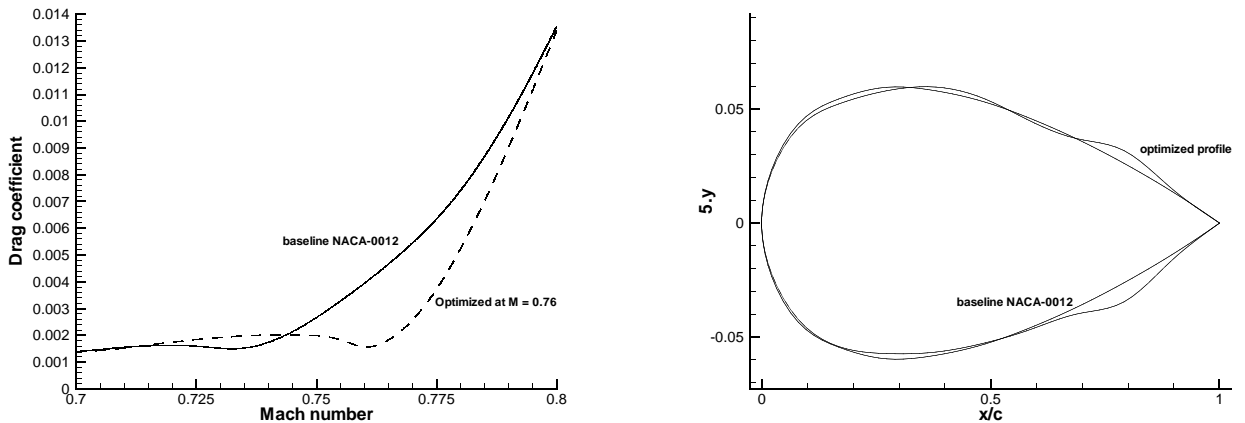 0.014
0.013
0.012
0.011
0.01
0.009
0.008
0.007
0.006
0.005
0.004
0.003
0.002
0.001
0
Drag coefficient
baseline NACA-0012
Optimized at M = 0.76
0.7 0.725 0.75 0.775 0.8
Mach number
0.05
0
-0.05
5.y
optimized profile
baseline NACA-0012
0 0.5 1
x/c